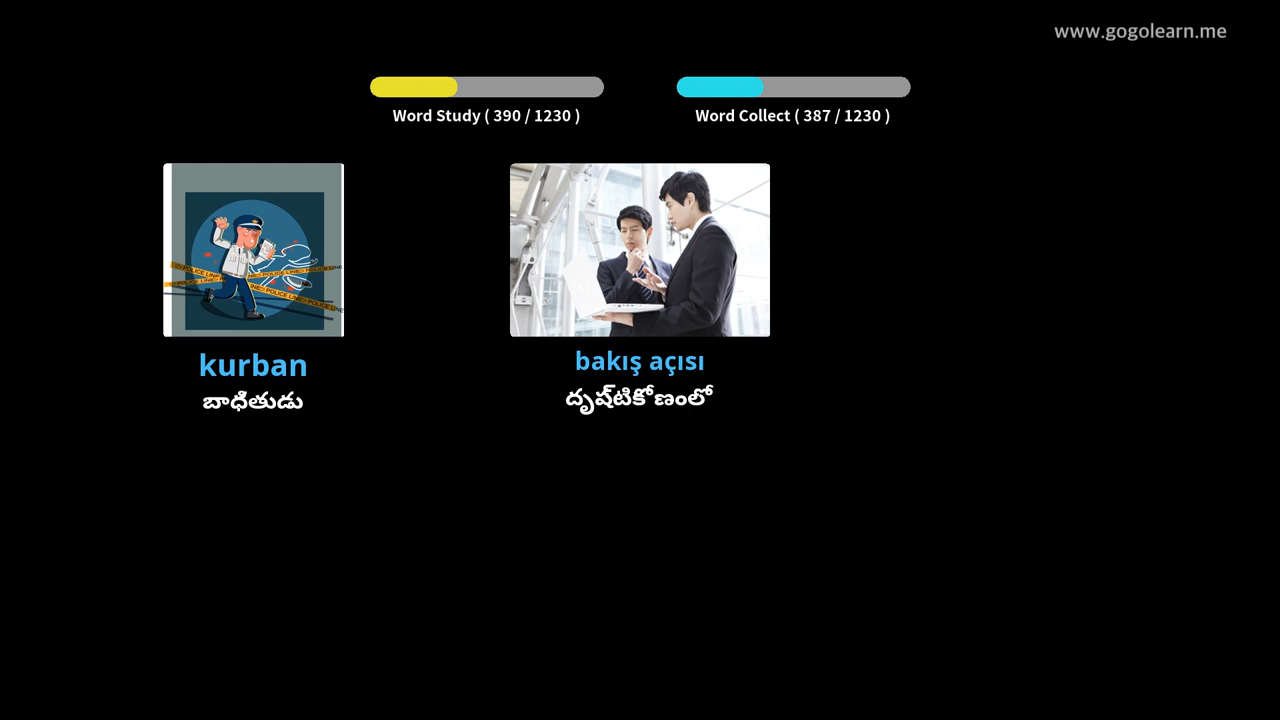 www.gogolearn.me
Word Study ( 390 / 1230 )
Word Collect ( 387 / 1230 )
kurban
బాధితుడు
bakış açısı
దృష్టికోణంలో